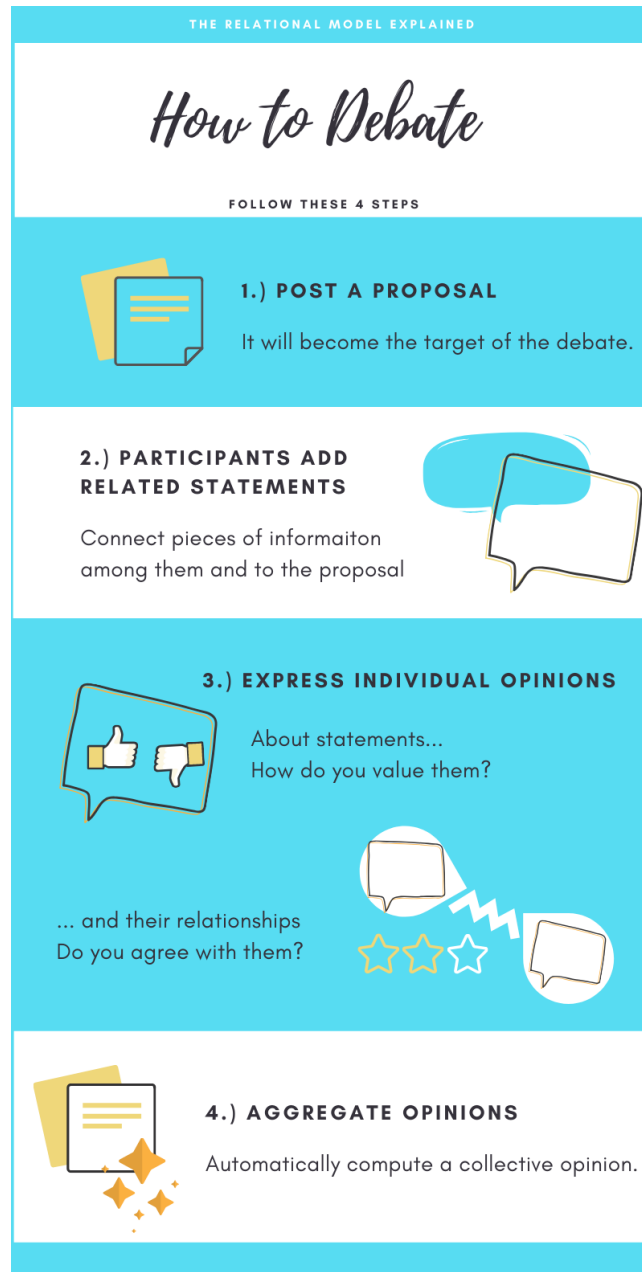 THE RELATIONAL MODEL EXPLAINED
How to Debate
FOLLOW THESE 4 STEPS
1.) POST A PROPOSAL
It will become the target of the debate.
2.) PARTICIPANTS ADD
RELATED STATEMENTS
Connect pieces of informaiton
among them and to the proposal
3.) EXPRESS INDIVIDUAL OPINIONS
About statements...
How do you value them?
... and their relationships
Do you agree with them?
4.) AGGREGATE OPINIONS
Automatically compute a collective opinion.